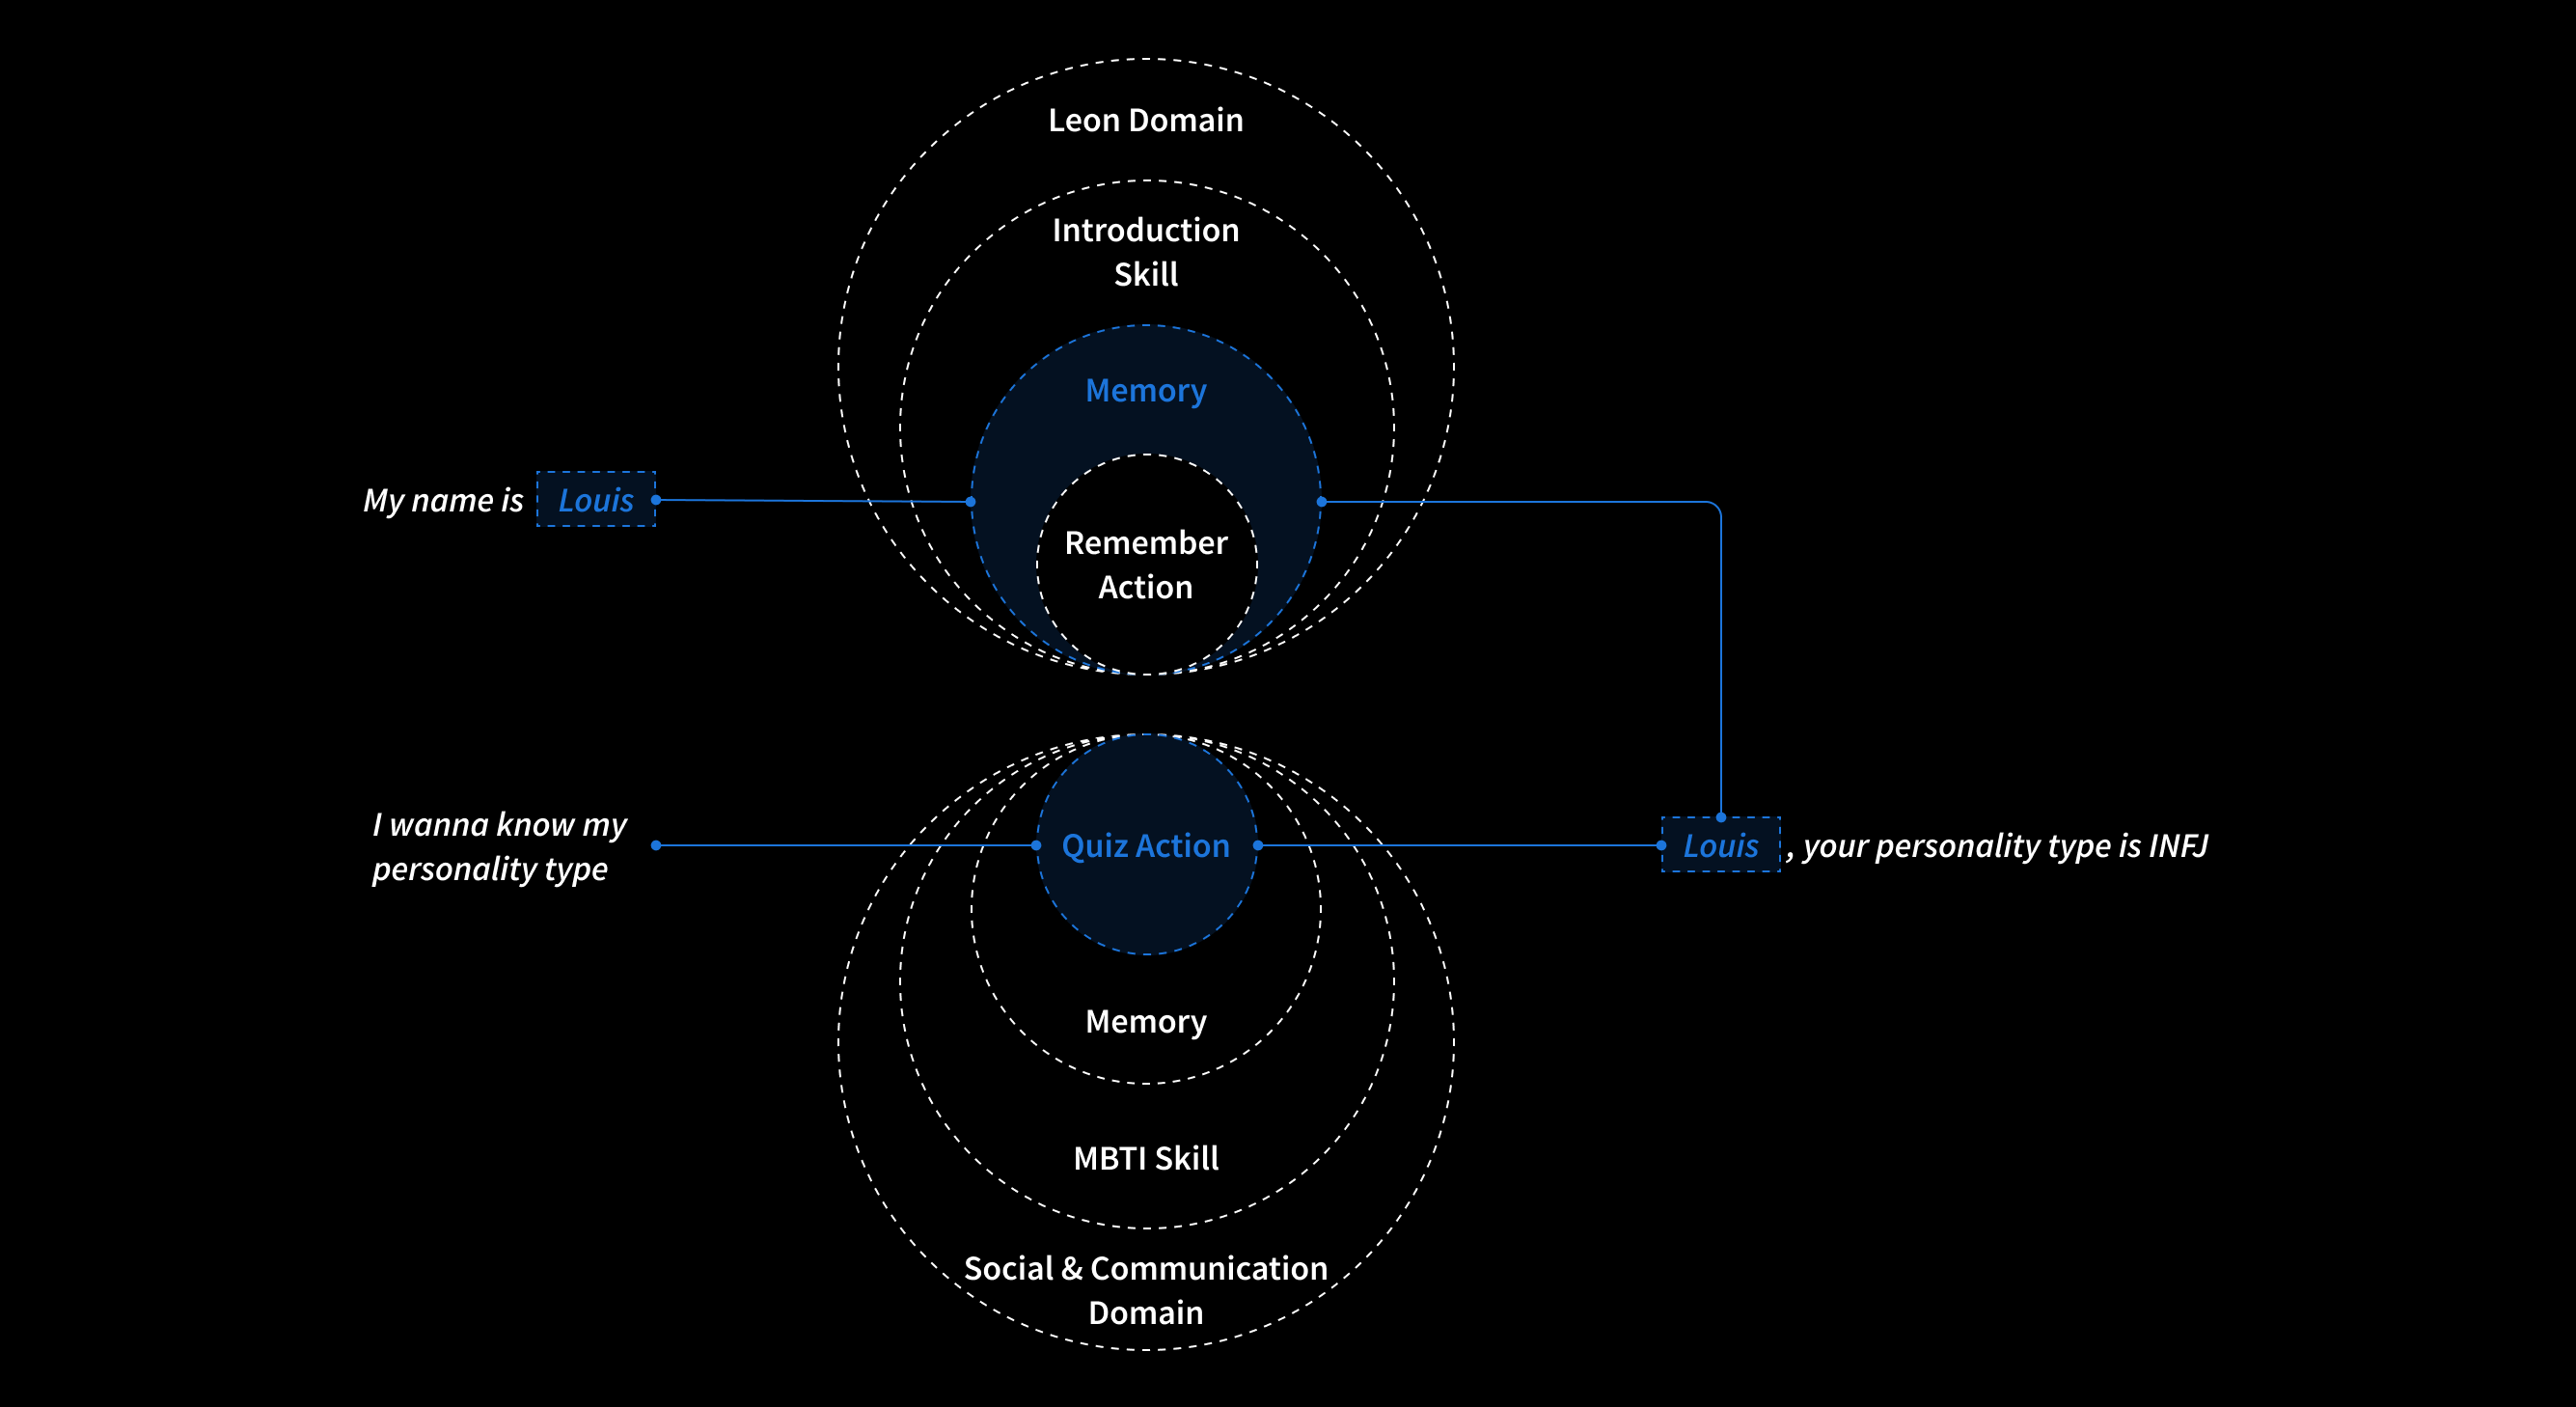 Leon Domain
Introduction
Skill
Memory
My name is Louis
Remember
Action
I wanna know my
personality type
Quiz Action
Louis , your personality type is INFJ
Memory
MBTI Skill
Social & Communication
Domain